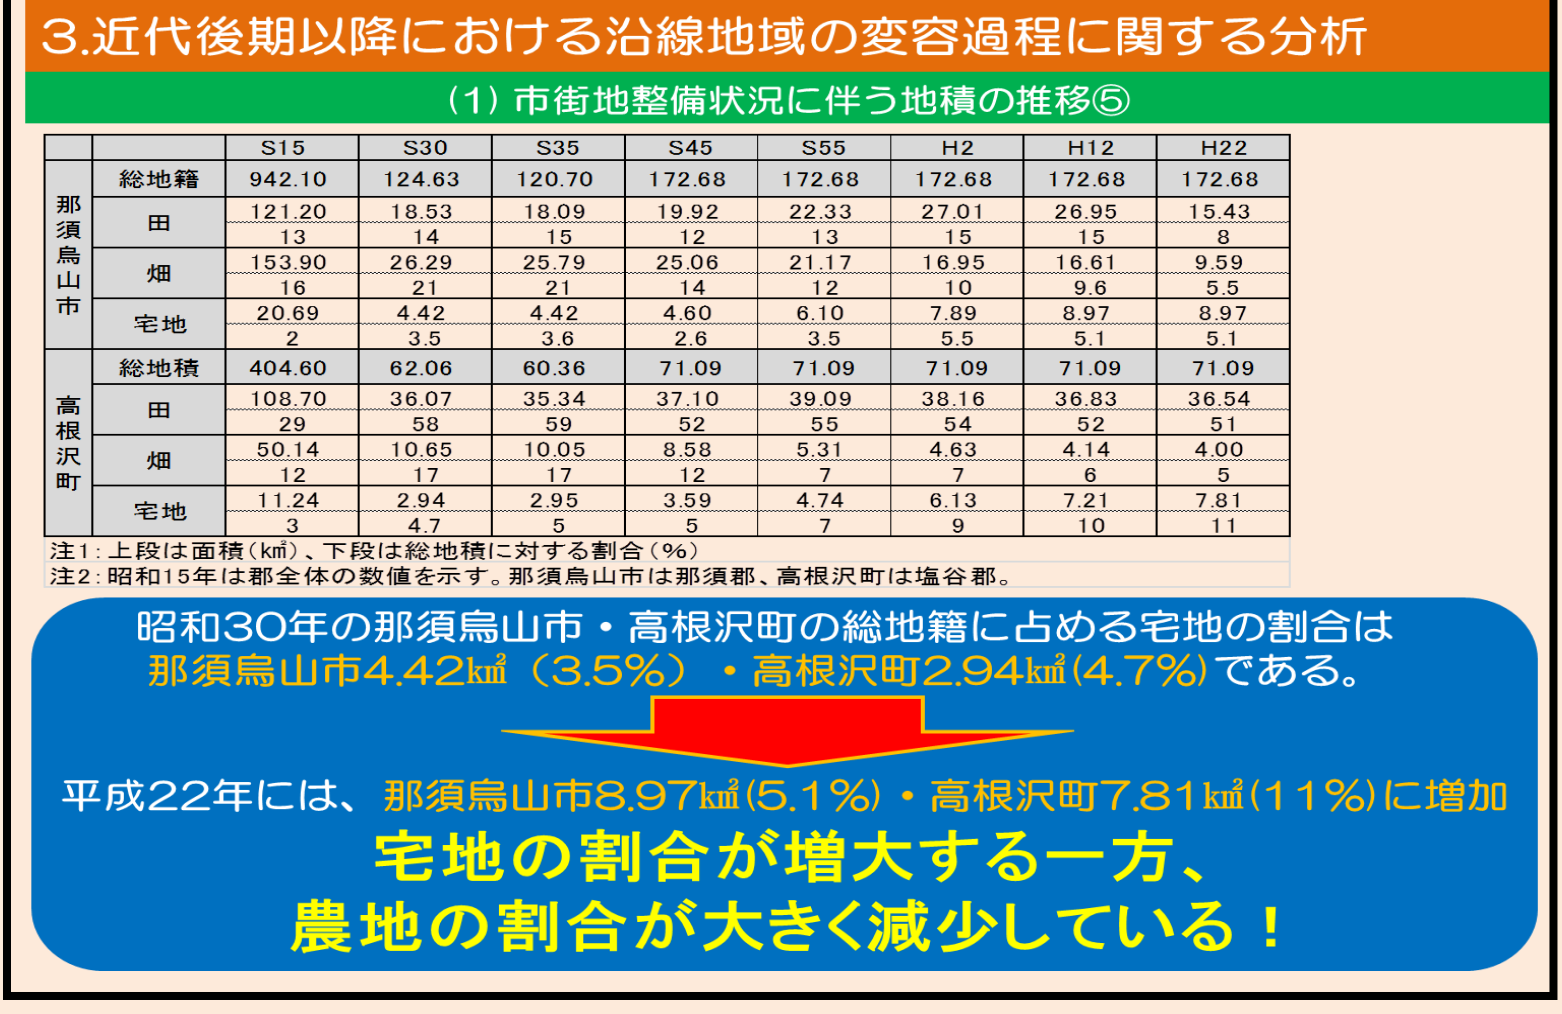 3.近代後期以降における沿線地域の変容過程に関する分析
(1) 市街地整備状況に伴う地積の推移⑤
S15 S30 S35 S45 S55 H2 H12 H22
那須烏山市
総地籍 942.10 124.63 120.70 172.68 172.68 172.68 172.68 172.68
田 121.20 18.53 18.09 19.92 22.33 27.01 26.95 15.43
13 14 15 12 13 15 15 8
畑 153.90 26.29 25.79 25.06 21.17 16.95 16.61 9.59
16 21 21 14 12 10 9.6 5.5
宅地 20.69 4.42 4.42 4.60 6.10 7.89 8.97 8.97
2 3.5 3.6 2.6 3.5 5.5 5.1 5.1
高根沢町
総地積 404.60 62.06 60.36 71.09 71.09 71.09 71.09 71.09
田 108.70 36.07 35.34 37.10 39.09 38.16 36.83 36.54
29 58 59 52 55 54 52 51
畑 50.14 10.65 10.05 8.58 5.31 4.63 4.14 4.00
12 17 17 12 7 7 6 5
宅地 11.24 2.94 2.95 3.59 4.74 6.13 7.21 7.81
3 4.7 5 5 7 9 10 11
注1：上段は面積（㎢）、下段は総地積に対する割合（%）
注2：昭和15年は郡全体の数値を示す。那須烏山市は那須郡、高根沢町は塩谷郡。
昭和30年の那須烏山市・高根沢町の総地籍に占める宅地の割合は
那須烏山市4.42㎢（3.5%）・高根沢町2.94㎢(4.7%)である。
平成22年には、那須烏山市8.97㎢(5.1%)・高根沢町7.81㎢(11%)に増加
宅地の割合が増大する一方、
農地の割合が大きく減少している！